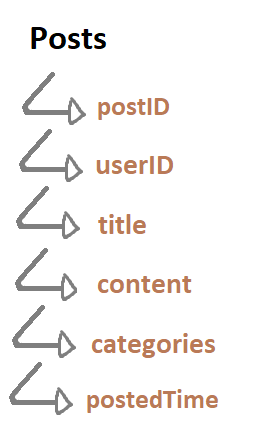 Posts
postID
userID
title
content
categories
postedTime